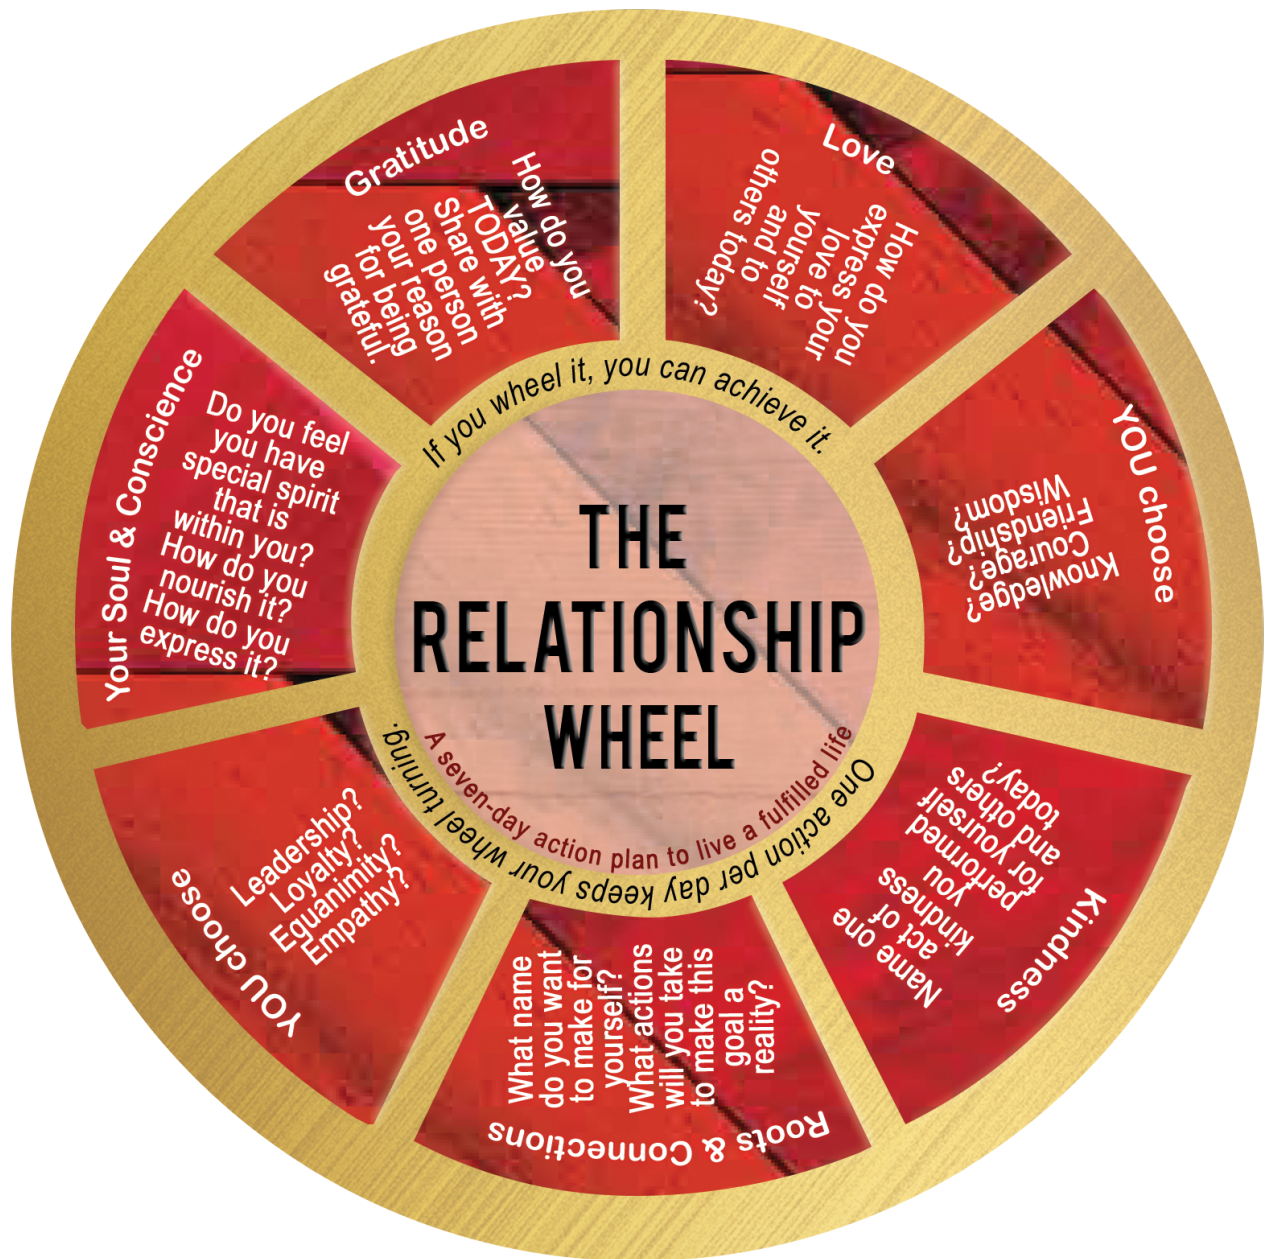 THE
RELATIONSHIP
WHEEL
A seven-day action plan to live a fulfilled life
If you wheel it, you can achieve it.
One action per day keeps your wheel turning.
Love
How do you
express your
love to
yourself
and to
others today?
YOU choose
Knowledge?
Courage?
Friendship?
Wisdom?
Kindness
Name one
act of
kindness
you
performed
for yourself
and others
today?
Roots & Connections
What name
do you want
to make for
yourself?
What actions
will you take
to make this
goal a
reality?
YOU choose
Leadership?
Loyalty?
Equanimity?
Empathy?
Your Soul & Conscience
Do you feel
you have
special spirit
that is
within you?
How do you
nourish it?
How do you
express it?
Gratitude
How do you
value
TODAY?
Share with
one person
your reason
for being
grateful.